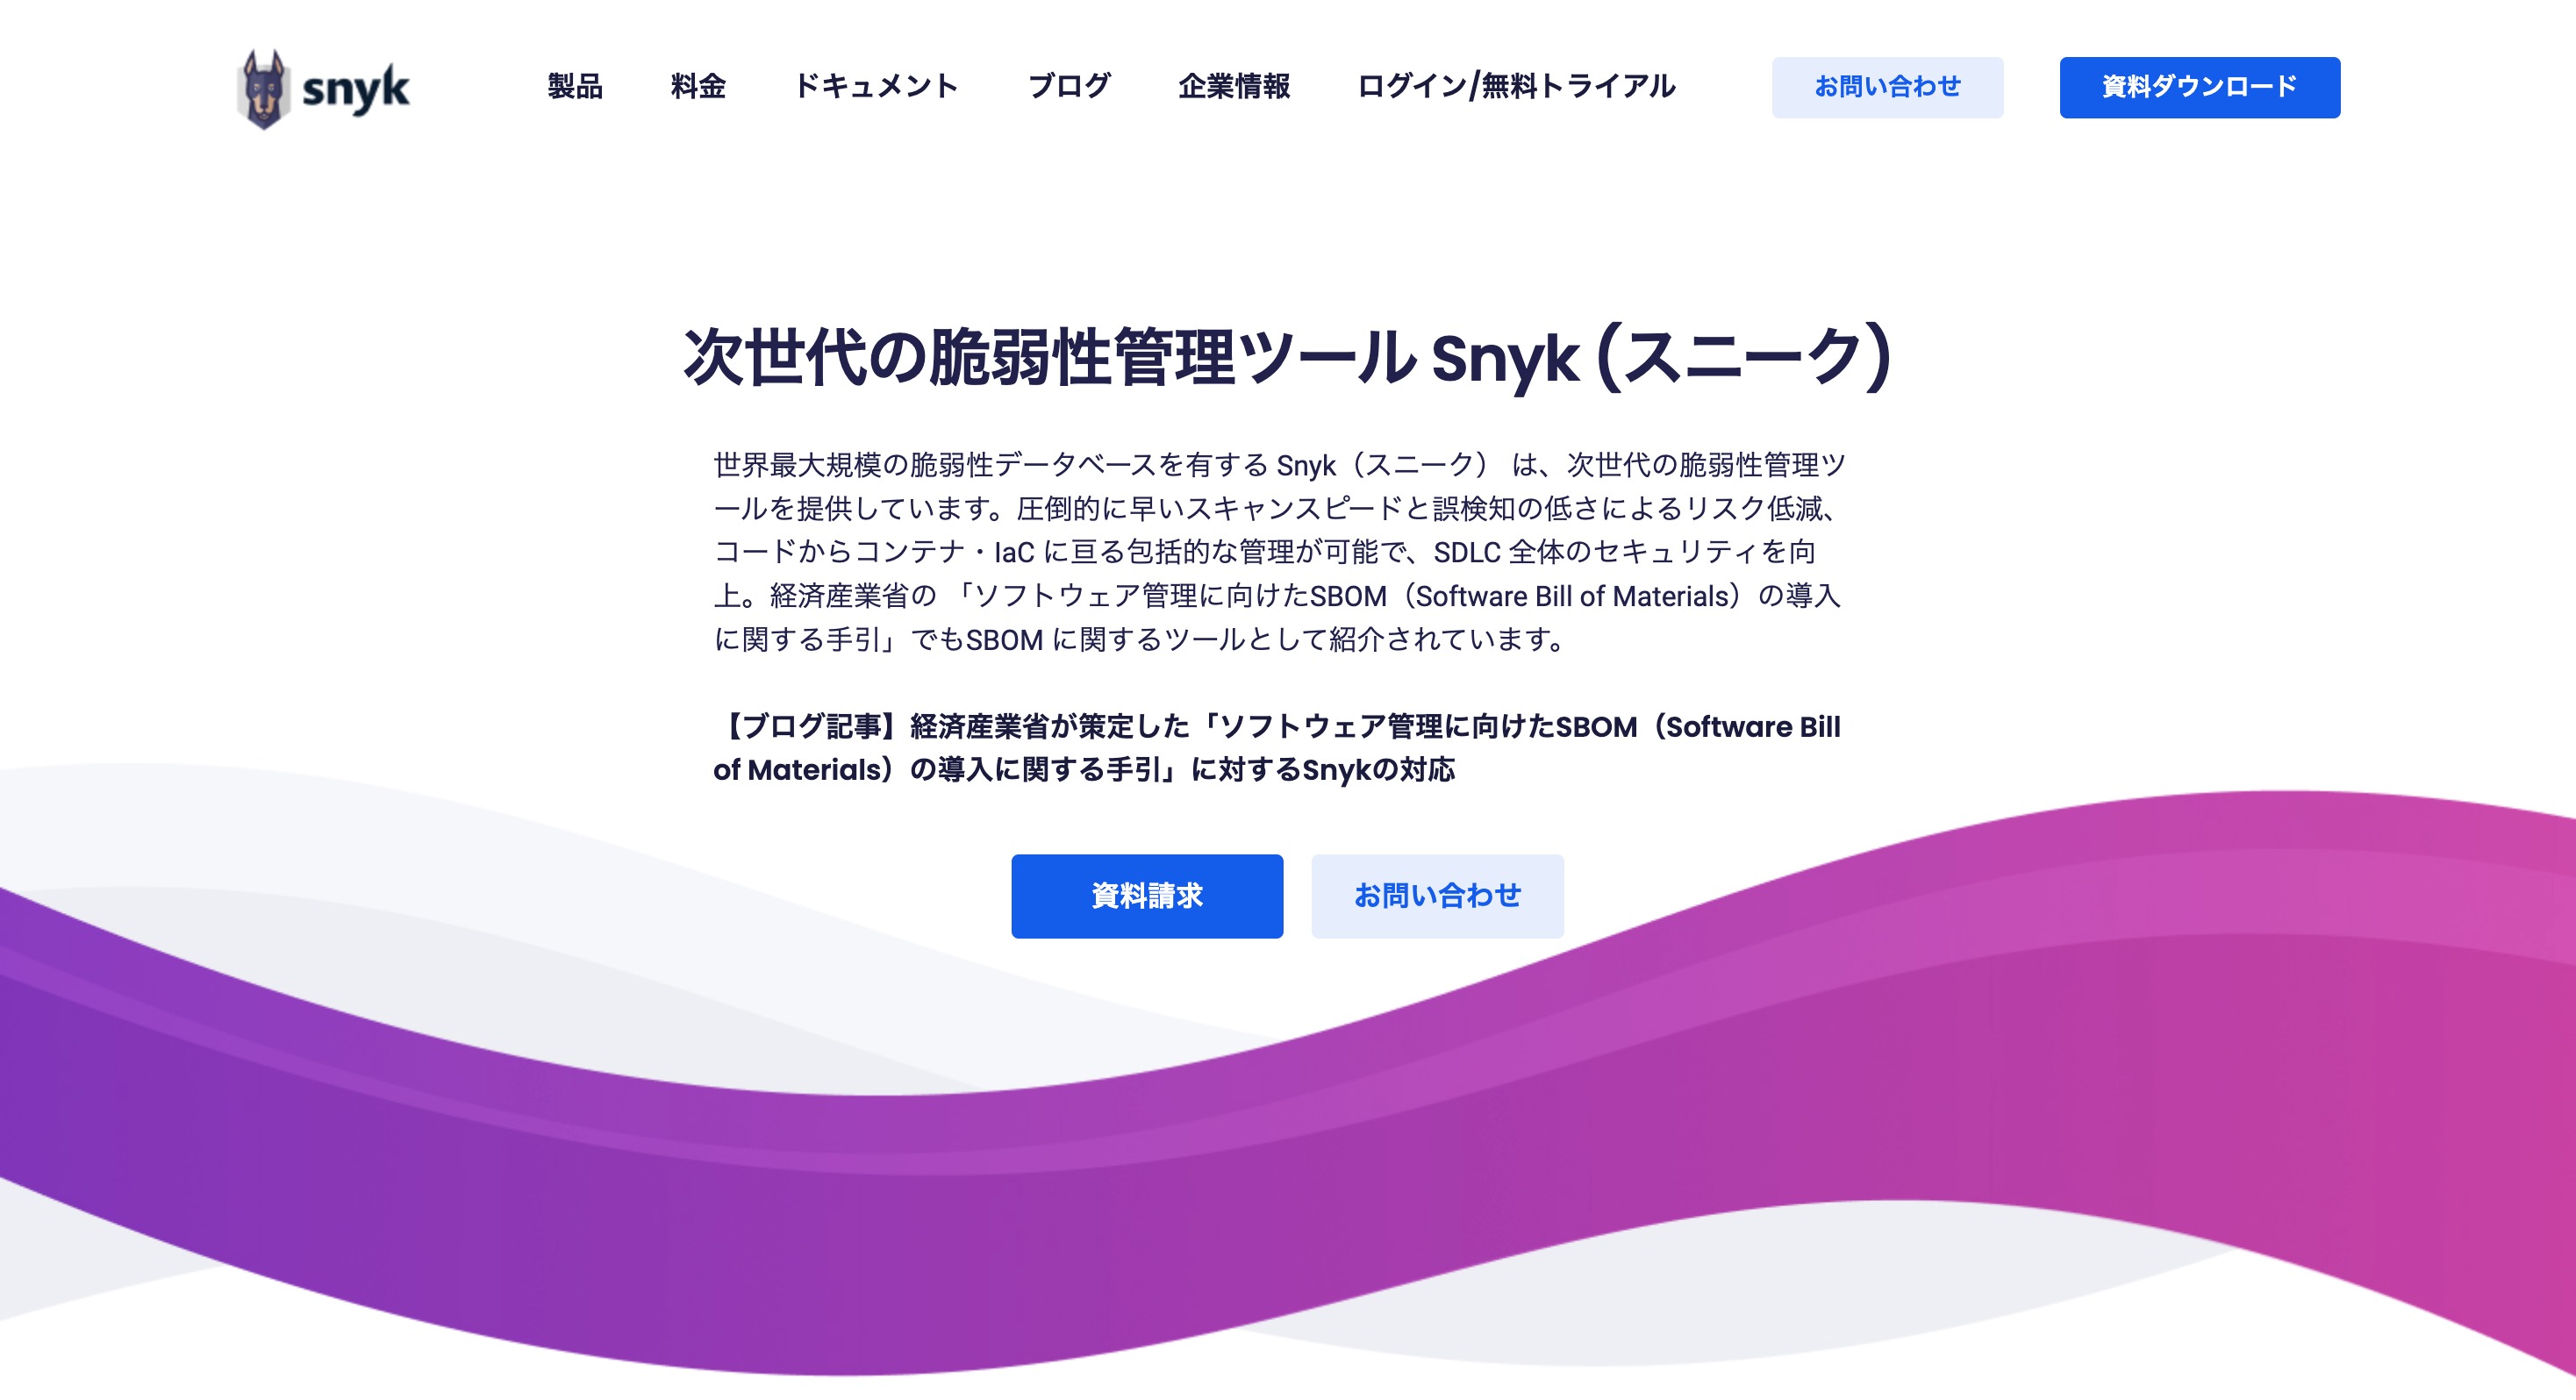 snyk
製品 料金 ドキュメント ブログ 企業情報 ログイン/無料トライアル お問い合わせ 資料ダウンロード
次世代の脆弱性管理ツール Snyk (スニーク)
世界最大規模の脆弱性データベースを有する Snyk（スニーク） は、次世代の脆弱性管理ツ
ールを提供しています。圧倒的に早いスキャンスピードと誤検知の低さによるリスク低減、
コードからコンテナ・IaC に亘る包括的な管理が可能で、SDLC 全体のセキュリティを向
上。経済産業省の 「ソフトウェア管理に向けたSBOM（Software Bill of Materials）の導入
に関する手引」でもSBOM に関するツールとして紹介されています。
【ブログ記事】経済産業省が策定した「ソフトウェア管理に向けたSBOM（Software Bill
of Materials）の導入に関する手引」に対するSnykの対応
資料請求 お問い合わせ